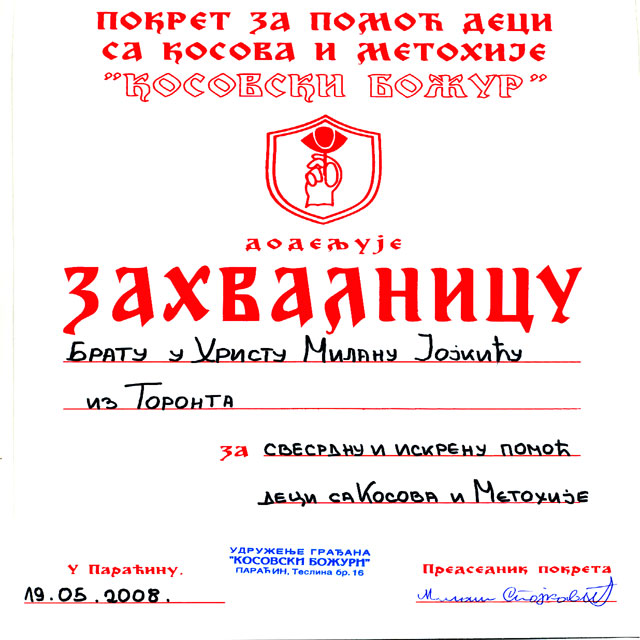 ПОКРЕТ ЗА ПОМОЋ ДЕЦИ
СА КОСОВА И МЕТОХИЈЕ
"КОСОВСКИ БОЖУР"
додељује
ЗАХВАЛНИЦУ
БРАТУ У ХРИСТУ МИЛАНУ ЈОЈКИЋУ
ИЗ ТОРОНТА
за СВЕСРДНУ И ИСКРЕНУ ПОМОЋ
ДЕЦИ СА КОСОВА И МЕТОХИЈЕ
УДРУЖЕЊЕ ГРАЂАНА
"КОСОВСКИ БОЖУРИ"
ПАРАЋИН, Теслина бр. 16
У Параћину.
19.05.2008.
Председник покрета
Стојковић